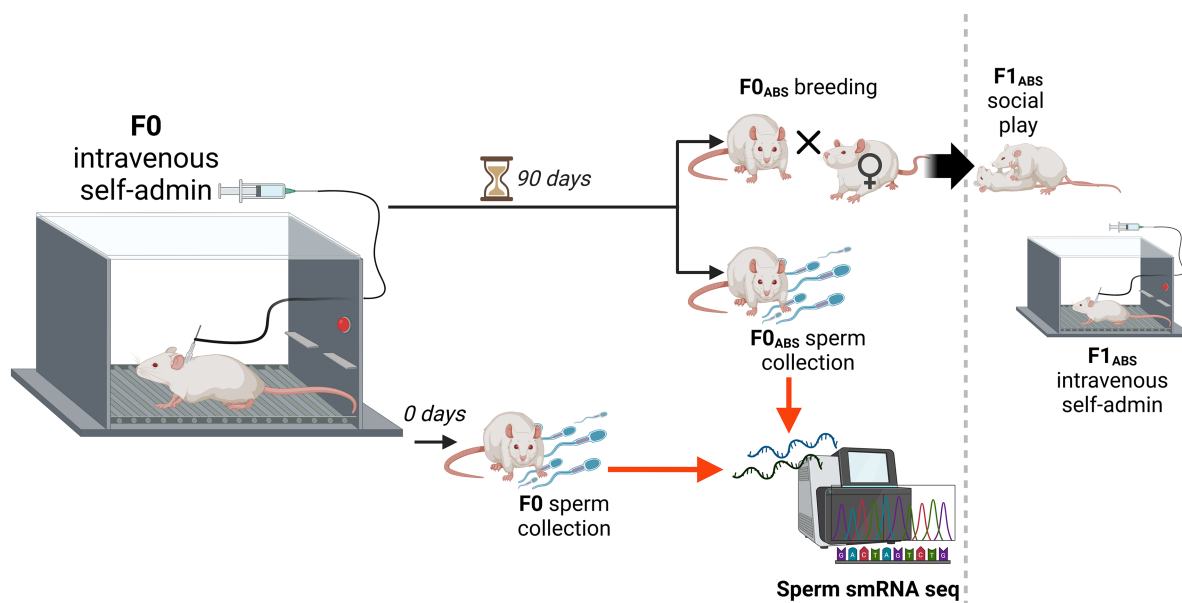 F0
intravenous
self-admin
90 days
F0ABS breeding
F1ABS
social
play
F0ABS sperm
collection
F1ABS
intravenous
self-admin
0 days
F0 sperm
collection
G A C T A G T C T G
Sperm smRNA seq